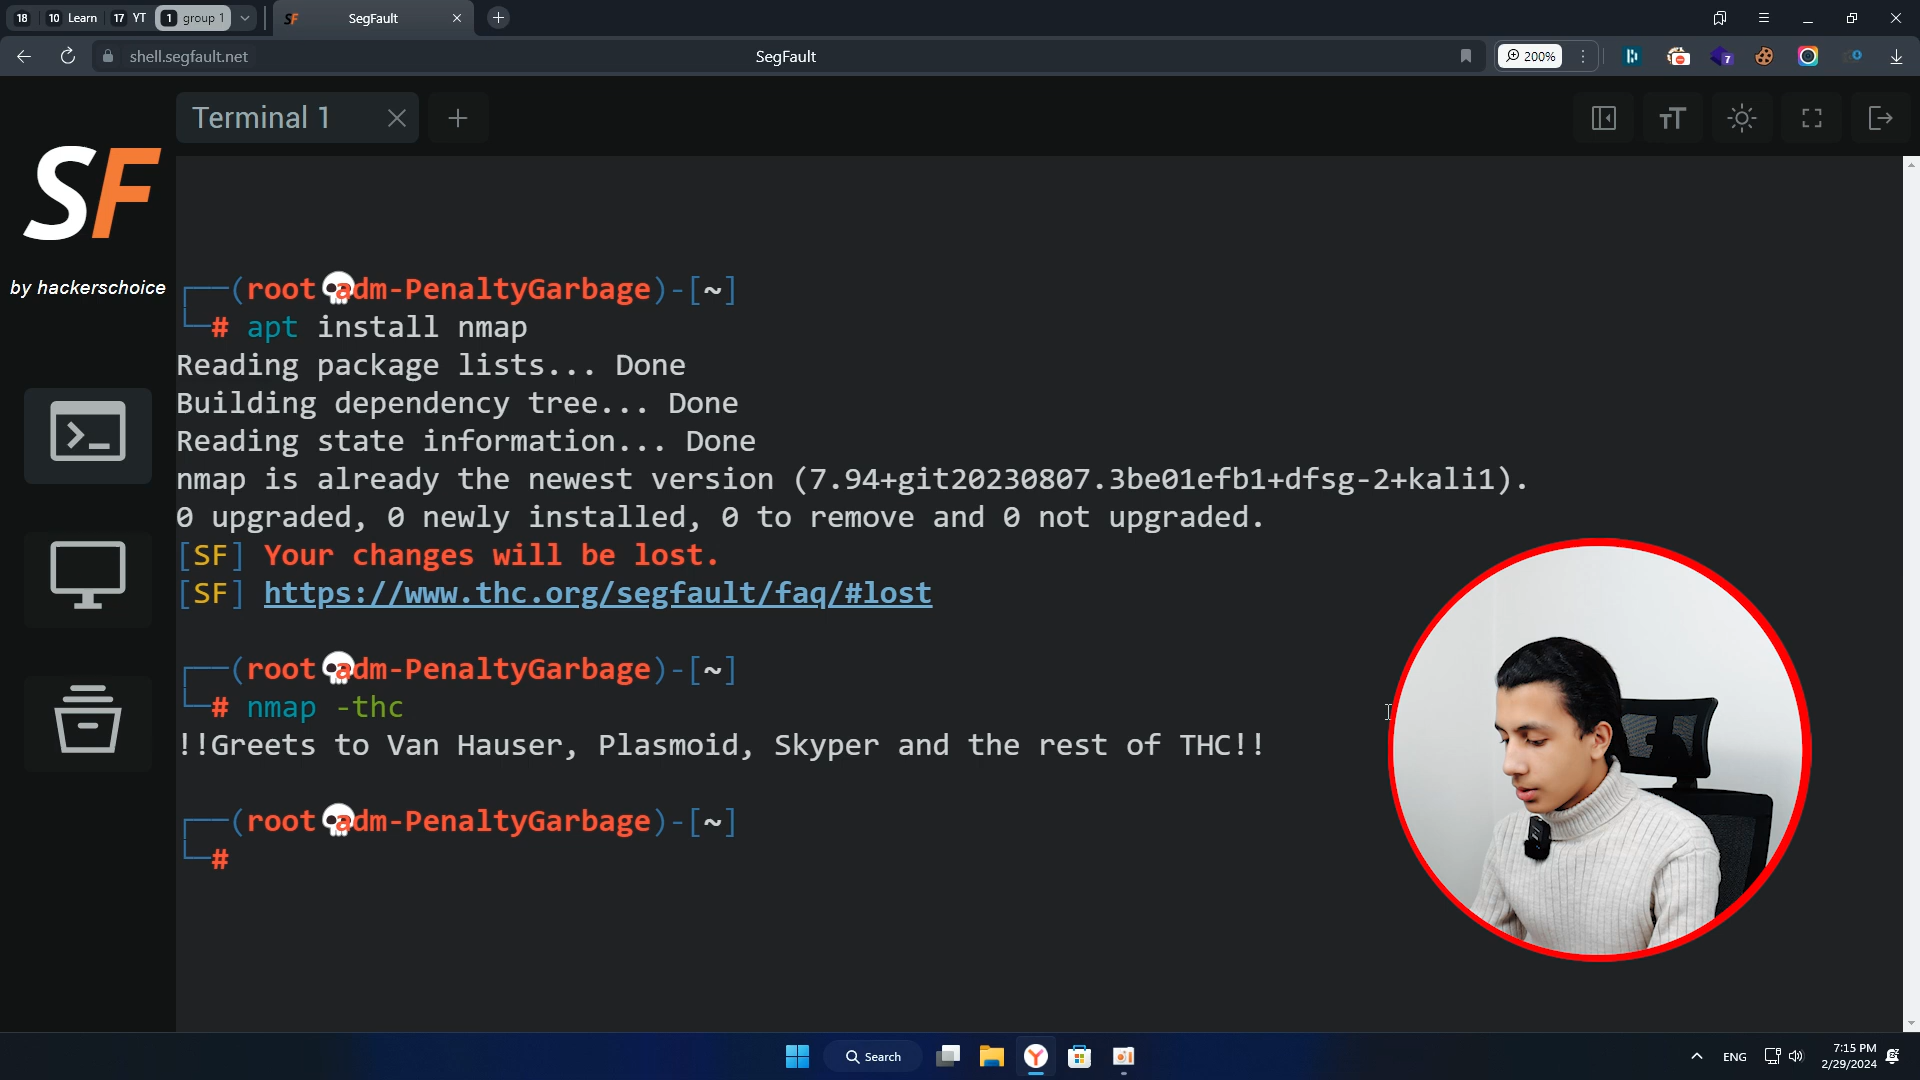 18 10 Learn 17 YT 1 group 1
SegFault
shell.segfault.net
SegFault
200%
7
Terminal 1
TT
SF
by hackerschoice
(root💀adm-PenaltyGarbage)-[~]
# apt install nmap
Reading package lists... Done
Building dependency tree... Done
Reading state information... Done
nmap is already the newest version (7.94+git20230807.3be01efb1+dfsg-2+kali1).
0 upgraded, 0 newly installed, 0 to remove and 0 not upgraded.
[SF] Your changes will be lost.
[SF] https://www.thc.org/segfault/faq/#lost
(root💀adm-PenaltyGarbage)-[~]
# nmap -thc
!!Greets to Van Hauser, Plasmoid, Skyper and the rest of THC!!
(root💀adm-PenaltyGarbage)-[~]
#
Search
ENG
7:15 PM
2/29/2024